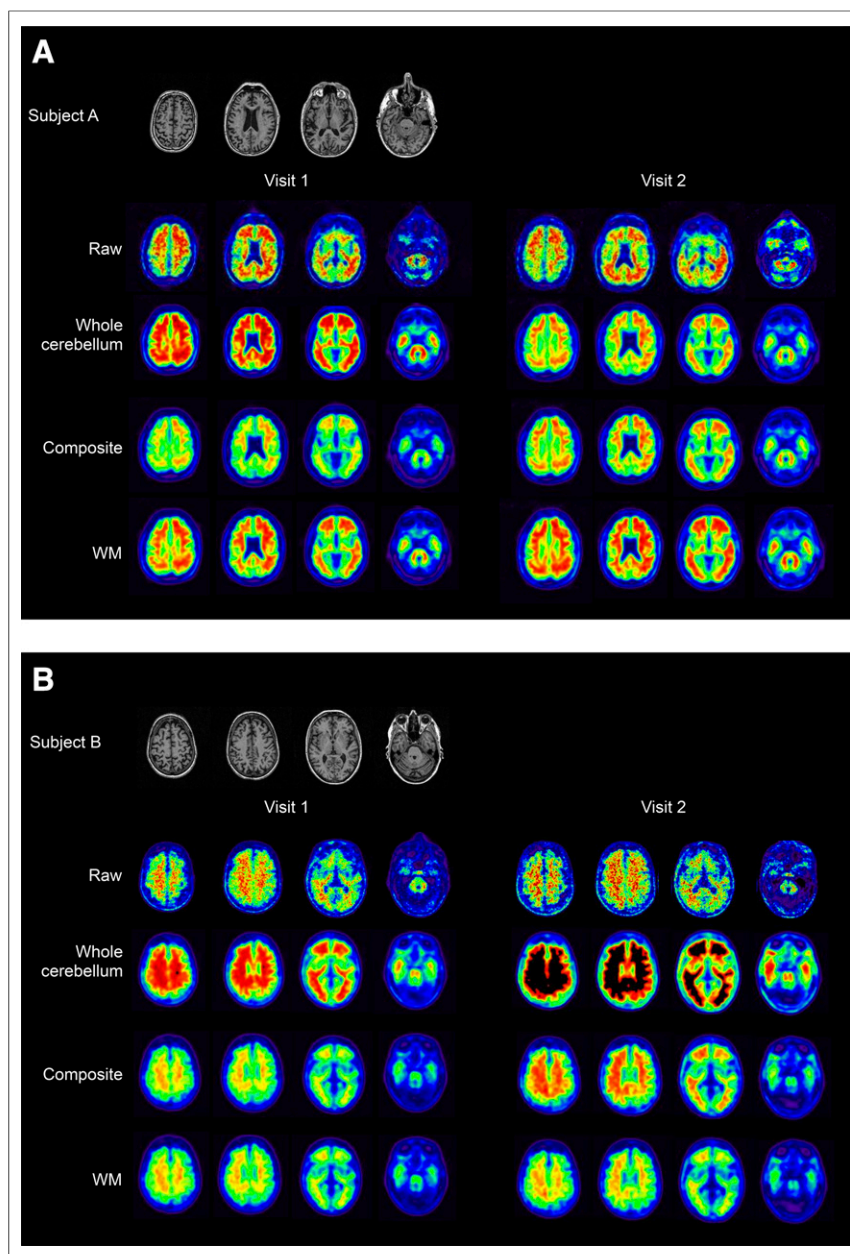 A
Subject A
Visit 1
Visit 2
Raw
Whole
cerebellum
Composite
WM
B
Subject B
Visit 1
Visit 2
Raw
Whole
cerebellum
Composite
WM